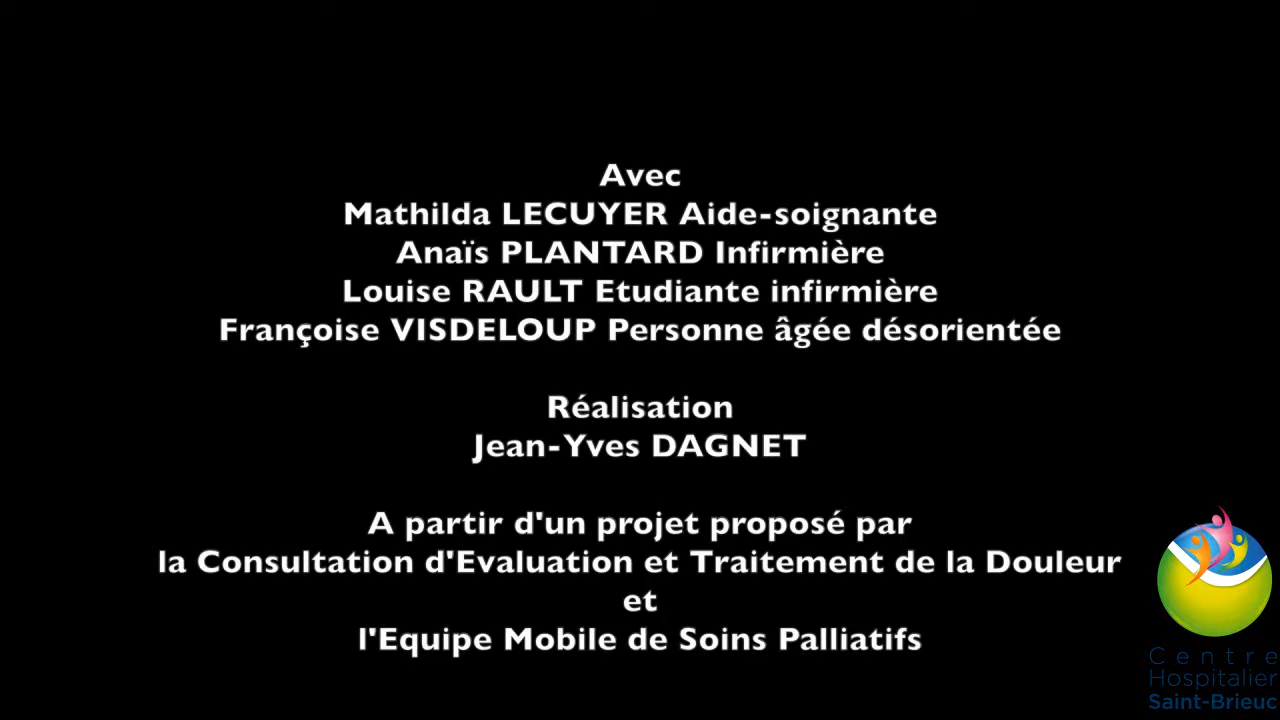 Avec
Mathilda LECUYER Aide-soignante
Anaïs PLANTARD Infirmière
Louise RAULT Etudiante infirmière
Françoise VISDELOUP Personne âgée désorientée
Réalisation
Jean-Yves DAGNET
A partir d'un projet proposé par
la Consultation d'Evaluation et Traitement de la Douleur
et
l'Equipe Mobile de Soins Palliatifs
Centre
Hospitalier
Saint-Brieuc